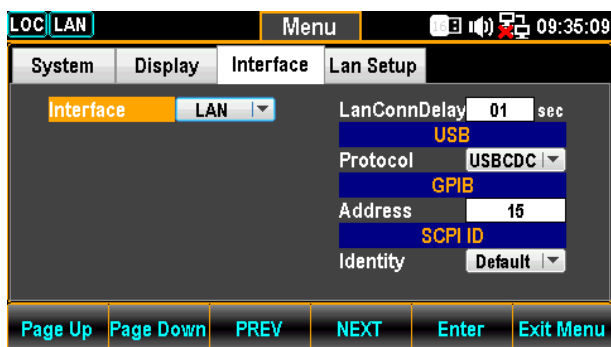 LOC LAN Menu 16 09:35:09
System Display Interface Lan Setup
Interface LAN LanConnDelay 01 sec
USB
Protocol USBCDC
GPIB
Address 15
SCPI ID
Identity Default
Page Up Page Down PREV NEXT Enter Exit Menu